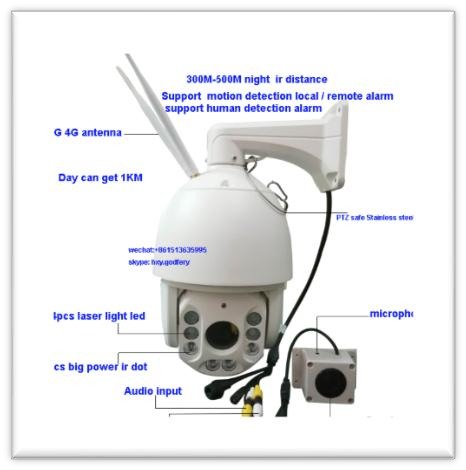 300M-500M night ir distance
Support motion detection local / remote alarm
support human detection alarm
G 4G antenna
Day can get 1KM
PTZ safe Stainless steel
wechat:+861513635995
skype: hxy.godfery
4pcs laser light led
microph
cs big power ir dot
Audio input